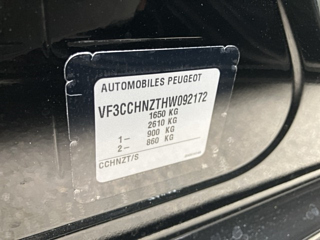 AUTOMOBILES PEUGEOT
VF3CCHNZTHW092172
1650 KG
2610 KG
1– 900 KG
2– 860 KG
CCHNZT/S